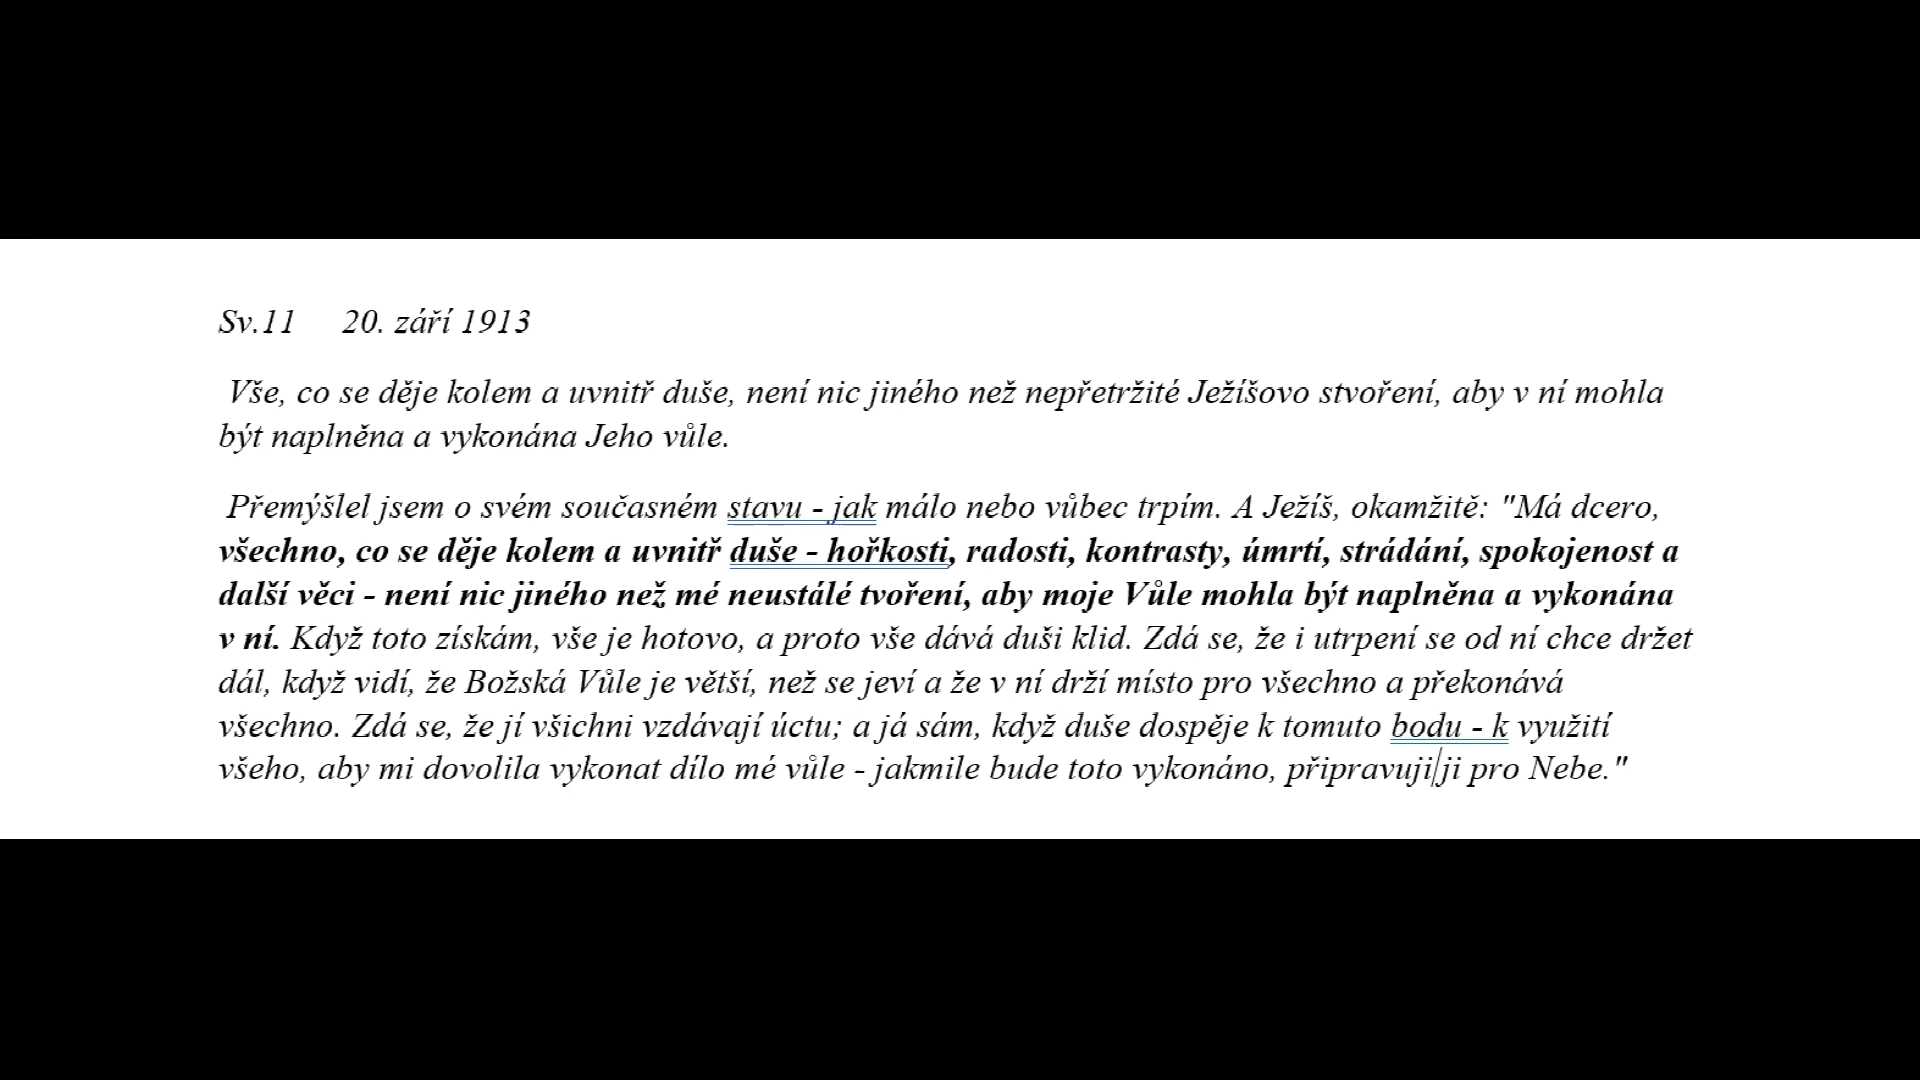 Sv.11 20. září 1913
Vše, co se děje kolem a uvnitř duše, není nic jiného než nepřetržité Ježíšovo stvoření, aby v ní mohla
být naplněna a vykonána Jeho vůle.
Přemýšlel jsem o svém současném stavu - jak málo nebo vůbec trpím. A Ježíš, okamžitě: "Má dcero,
všechno, co se děje kolem a uvnitř duše - hořkosti, radosti, kontrasty, úmrtí, strádání, spokojenost a
další věci - není nic jiného než mé neustálé tvoření, aby moje Vůle mohla být naplněna a vykonána
v ní. Když toto získám, vše je hotovo, a proto vše dává duši klid. Zdá se, že i utrpení se od ní chce držet
dál, když vidí, že Božská Vůle je větší, než se jeví a že v ní drží místo pro všechno a překonává
všechno. Zdá se, že jí všichni vzdávají úctu; a já sám, když duše dospěje k tomuto bodu - k využití
všeho, aby mi dovolila vykonat dílo mé vůle - jakmile bude toto vykonáno, připravuji ji pro Nebe."